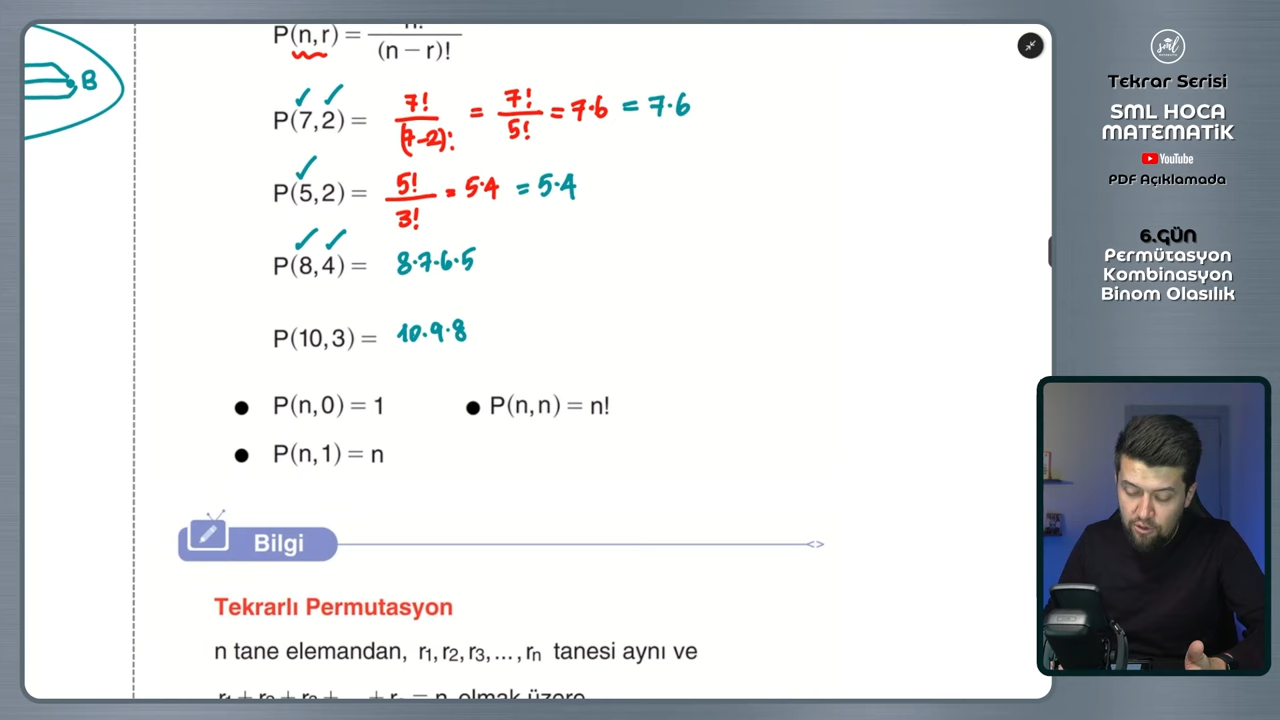 B
P(n,r) = n! / (n − r)!
P(7,2) = 7! / (7-2)! = 7! / 5! = 7·6 = 7·6
P(5,2) = 5! / 3! = 5·4 = 5·4
P(8,4) = 8·7·6·5
P(10,3) = 10·9·8
● P(n,0) = 1 ● P(n,n) = n!
● P(n,1) = n
Bilgi
Tekrarlı Permutasyon
n tane elemandan, r1, r2, r3, ..., rn tanesi aynı ve
olmak üzere
sml
Tekrar Serisi
SML HOCA
MATEMATİK
YouTube
PDF Açıklamada
6.GÜN
Permütasyon
Kombinasyon
Binom Olasılık